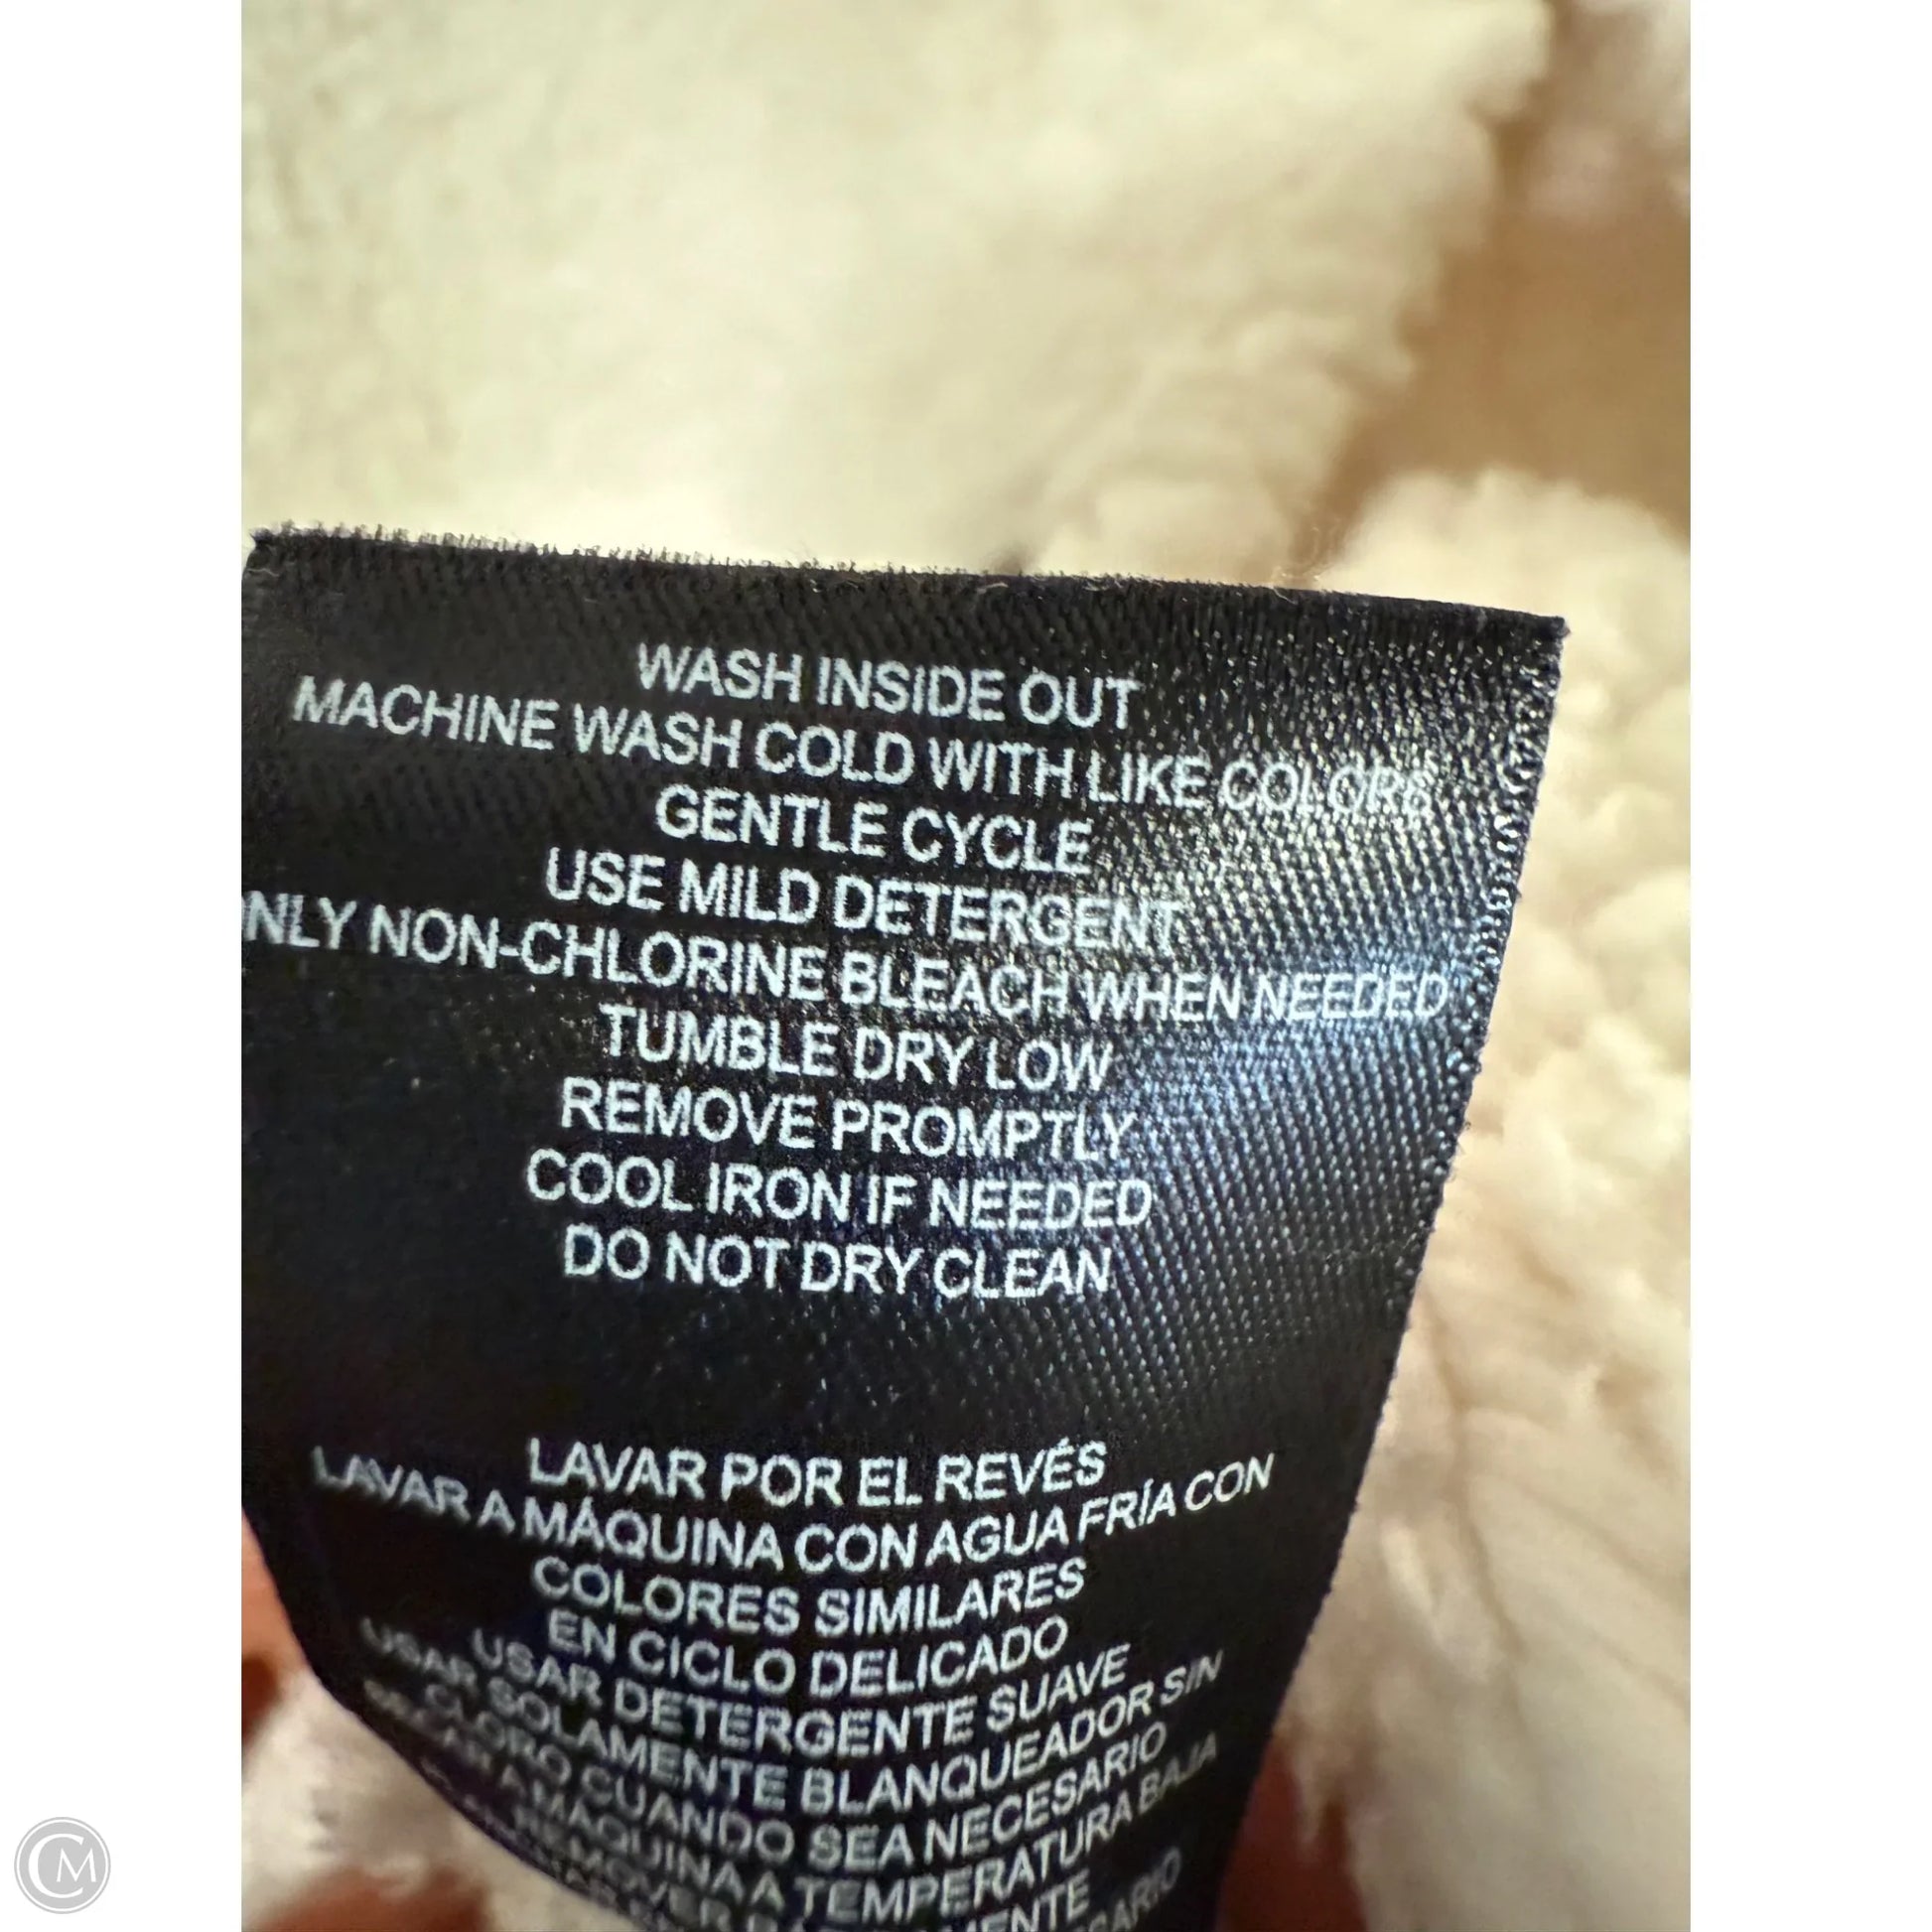 WASH INSIDE OUT
MACHINE WASH COLD WITH LIKE COLORS
GENTLE CYCLE
USE MILD DETERGENT
NLY NON-CHLORINE BLEACH WHEN NEEDED
TUMBLE DRY LOW
REMOVE PROMPTLY
COOL IRON IF NEEDED
DO NOT DRY CLEAN
LAVAR POR EL REVÉS
LAVAR A MÁQUINA CON AGUA FRÍA CON
COLORES SIMILARES
EN CICLO DELICADO
USAR DETERGENTE SUAVE
USAR SOLAMENTE BLANQUEADOR SIN
CLORO CUANDO SEA NECESARIO
SECAR A MÁQUINA A TEMPERATURA BAJA
REMOVER
CM